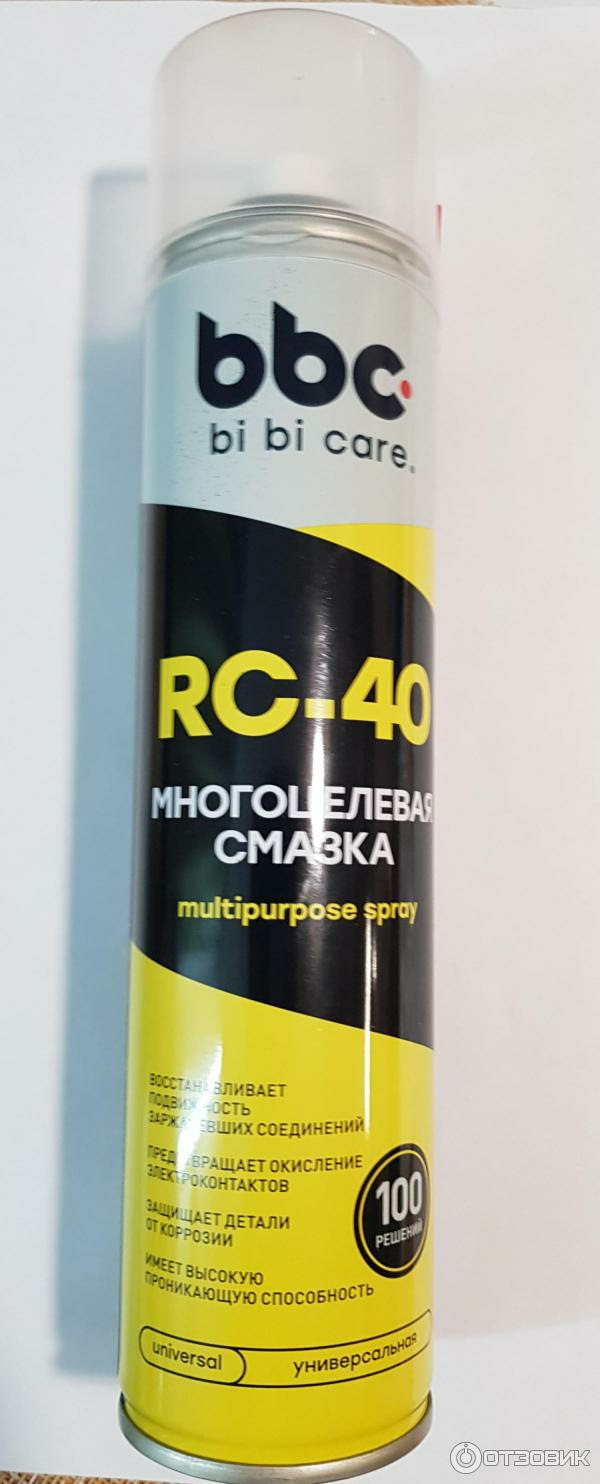 bbc
bi bi care®
RC-40
МНОГОЦЕЛЕВАЯ
СМАЗКА
multipurpose spray
ВОССТАНАВЛИВАЕТ
ПОДВИЖНОСТЬ
ЗАРЖАВЕВШИХ СОЕДИНЕНИЙ
ПРЕДОТВРАЩАЕТ ОКИСЛЕНИЕ
ЭЛЕКТРОКОНТАКТОВ
ЗАЩИЩАЕТ ДЕТАЛИ
ОТ КОРРОЗИИ
ИМЕЕТ ВЫСОКУЮ
ПРОНИКАЮЩУЮ СПОСОБНОСТЬ
100
РЕШЕНИЙ
universal
универсальная
ОТЗОВИК